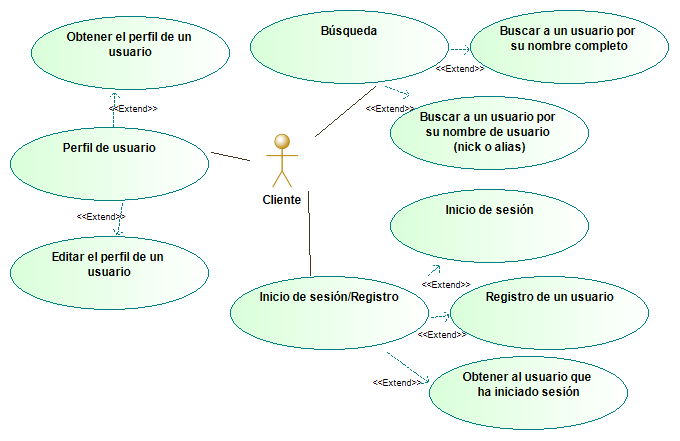 Obtener el perfil de un
usuario
<<Extend>>
Perfil de usuario
<<Extend>>
Editar el perfil de un
usuario
Búsqueda
<<Extend>>
Buscar a un usuario por
su nombre completo
<<Extend>>
Buscar a un usuario por
su nombre de usuario
(nick o alias)
Cliente
Inicio de sesión
<<Extend>>
Inicio de sesión/Registro
<<Extend>>
Registro de un usuario
<<Extend>>
Obtener al usuario que
ha iniciado sesión